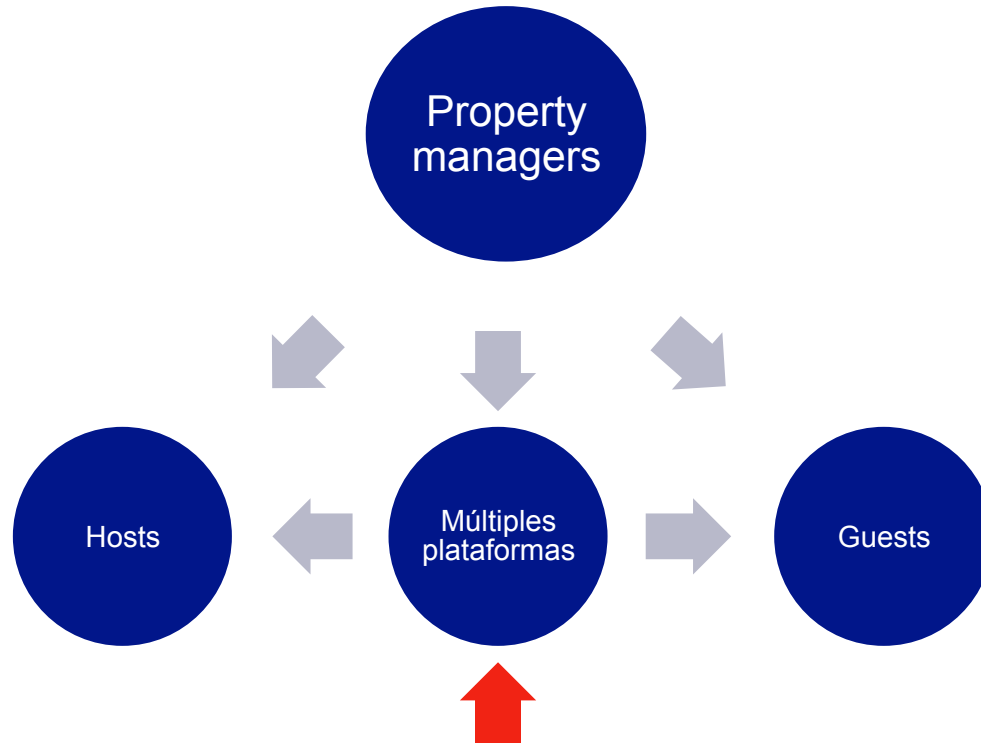 Property
managers
Hosts
Múltiples
plataformas
Guests